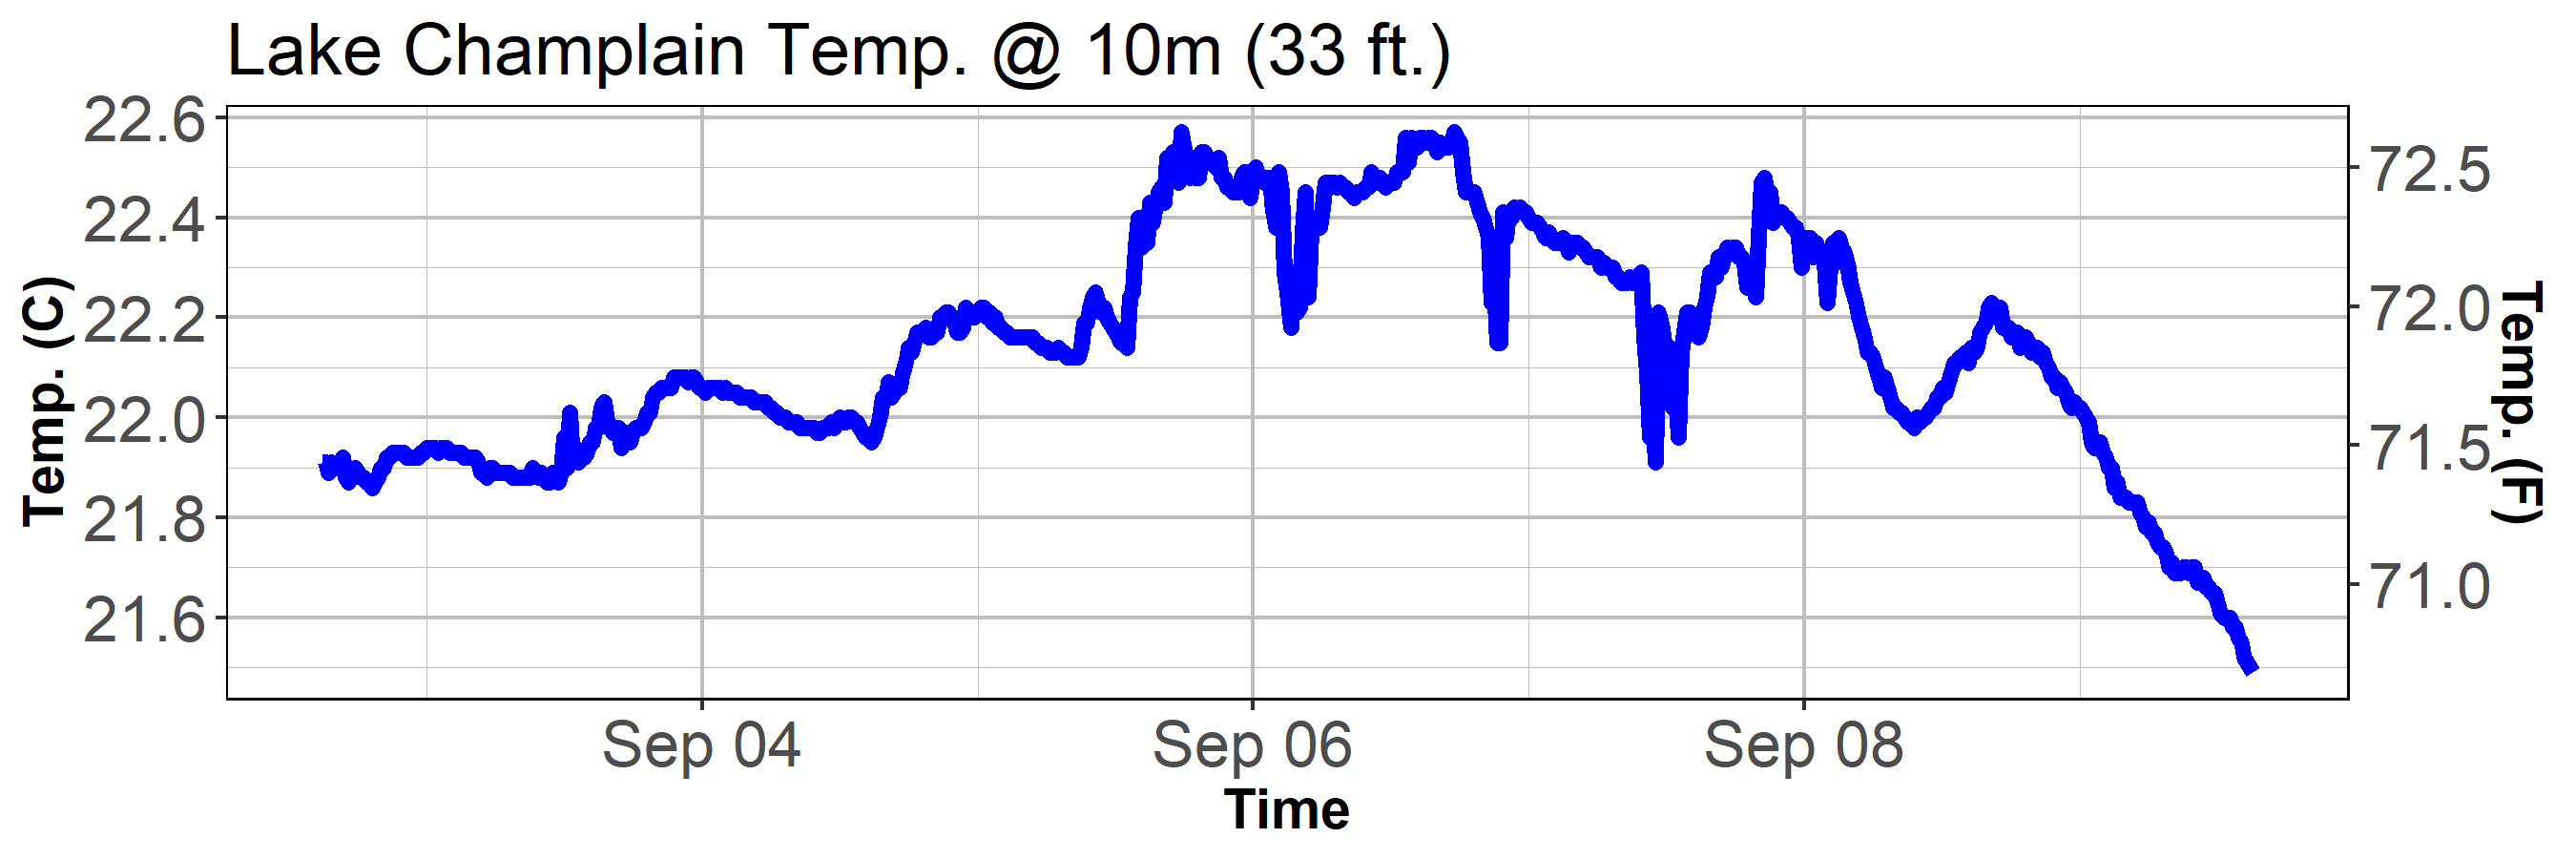 Lake Champlain Temp. @ 10m (33 ft.)
Temp. (C)
22.6
22.4
22.2
22.0
21.8
21.6
72.5
72.0
71.5
71.0
Temp. (F)
Sep 04
Sep 06
Sep 08
Time